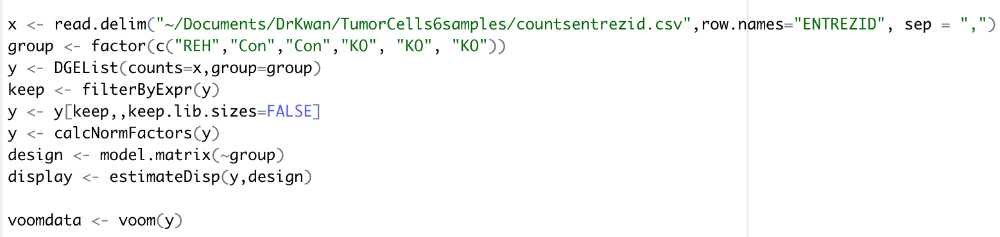 x <- read.delim("~/Documents/DrKwan/TumorCells6samples/countsentrezid.csv",row.names="ENTREZID", sep = ",")
group <- factor(c("REH","Con","Con","KO", "KO", "KO"))
y <- DGEList(counts=x,group=group)
keep <- filterByExpr(y)
y <- y[keep,,keep.lib.sizes=FALSE]
y <- calcNormFactors(y)
design <- model.matrix(~group)
display <- estimateDisp(y,design)
voomdata <- voom(y)